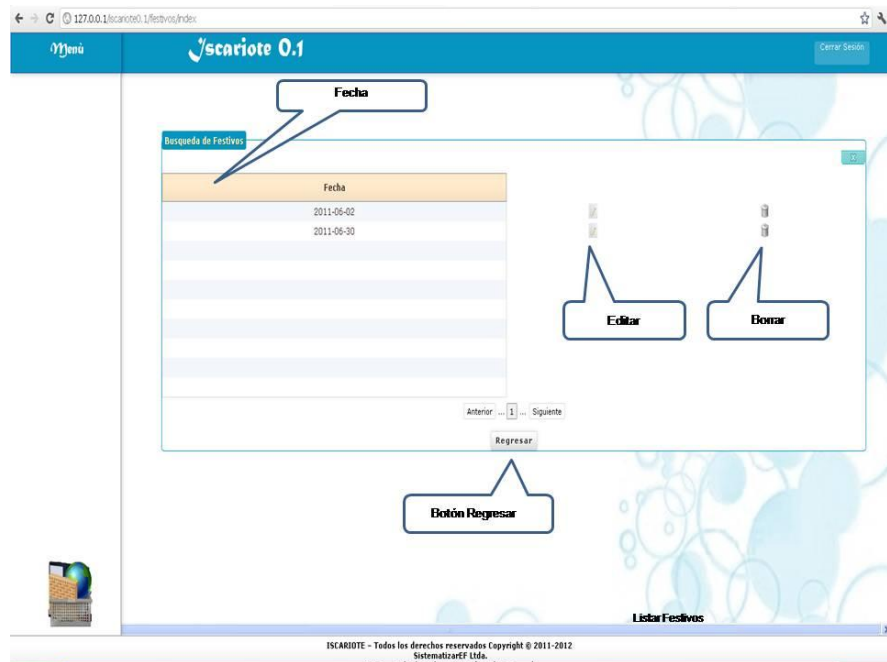 127.0.0.1/iscariote0.1/festivos/index
Menù
Iscariote 0.1
Cerrar Sesión
Fecha
Busqueda de Festivos
Fecha
2011-06-02
2011-06-30
Editar
Borrar
Anterior ... 1 ... Siguiente
Regresar
Botón Regresar
Listar Festivos
ISCARIOTE - Todos los derechos reservados Copyright © 2011-2012
SistematizarEF Ltda.